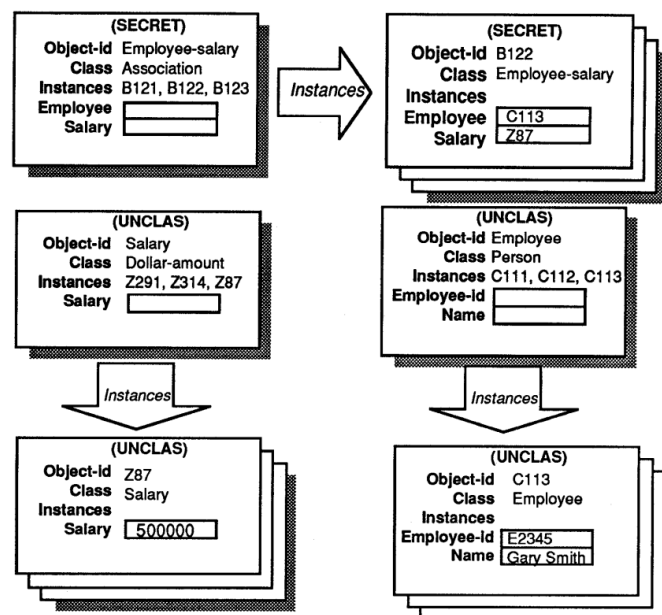 (SECRET)
Object-id Employee-salary
Class Association
Instances B121, B122, B123
Employee
Salary
Instances
(SECRET)
Object-id B122
Class Employee-salary
Instances
Employee C113
Salary Z87
(UNCLAS)
Object-id Salary
Class Dollar-amount
Instances Z291, Z314, Z87
Salary
(UNCLAS)
Object-id Employee
Class Person
Instances C111, C112, C113
Employee-id
Name
Instances
Instances
(UNCLAS)
Object-id Z87
Class Salary
Instances
Salary 500000
(UNCLAS)
Object-id C113
Class Employee
Instances
Employee-id E2345
Name Gary Smith